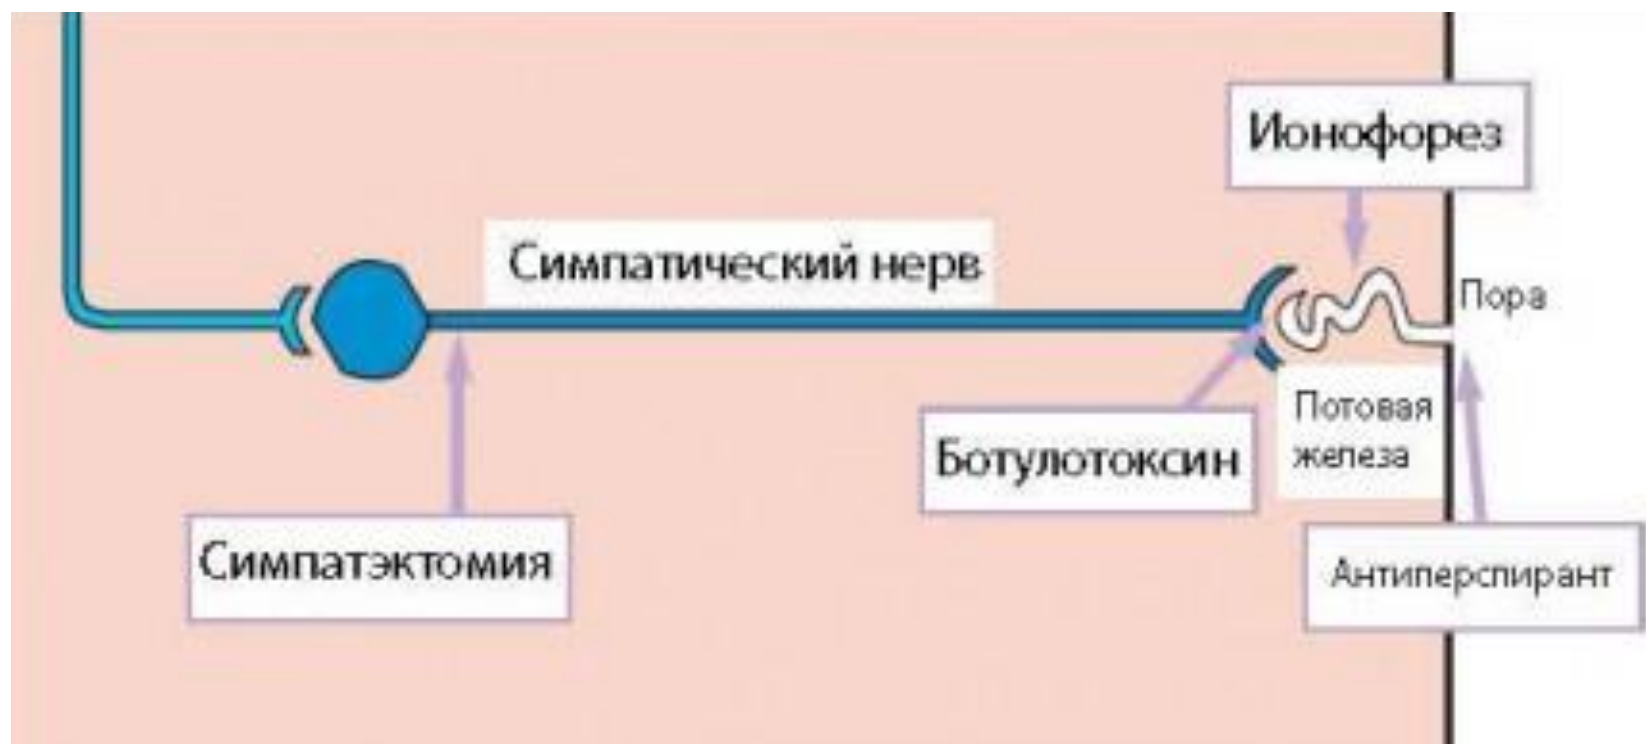 Ионофорез
Симпатический нерв
Пора
Потовая
железа
Ботулотоксин
Симпатэктомия
Антиперспирант